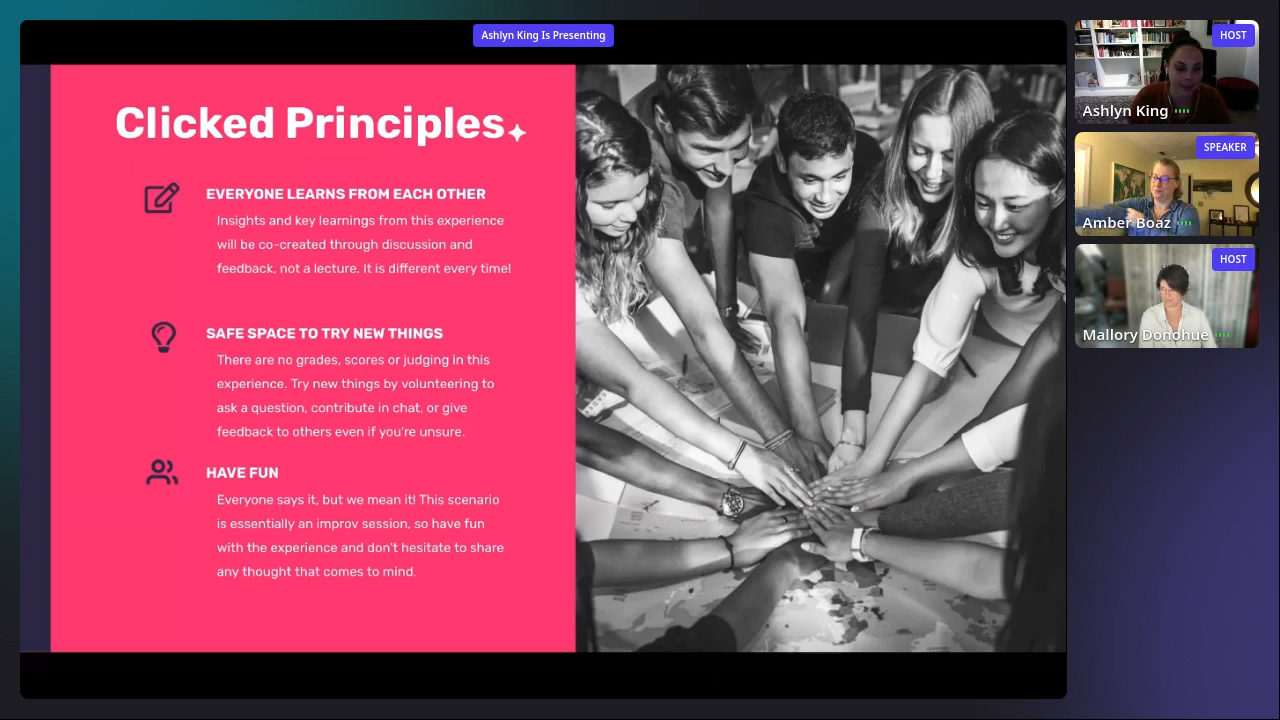 Ashlyn King Is Presenting
Clicked Principles
EVERYONE LEARNS FROM EACH OTHER
Insights and key learnings from this experience
will be co-created through discussion and
feedback, not a lecture. It is different every time!
SAFE SPACE TO TRY NEW THINGS
There are no grades, scores or judging in this
experience. Try new things by volunteering to
ask a question, contribute in chat, or give
feedback to others even if you're unsure.
HAVE FUN
Everyone says it, but we mean it! This scenario
is essentially an improv session, so have fun
with the experience and don't hesitate to share
any thought that comes to mind.
HOST
Ashlyn King
SPEAKER
Amber Boaz
HOST
Mallory Donohue